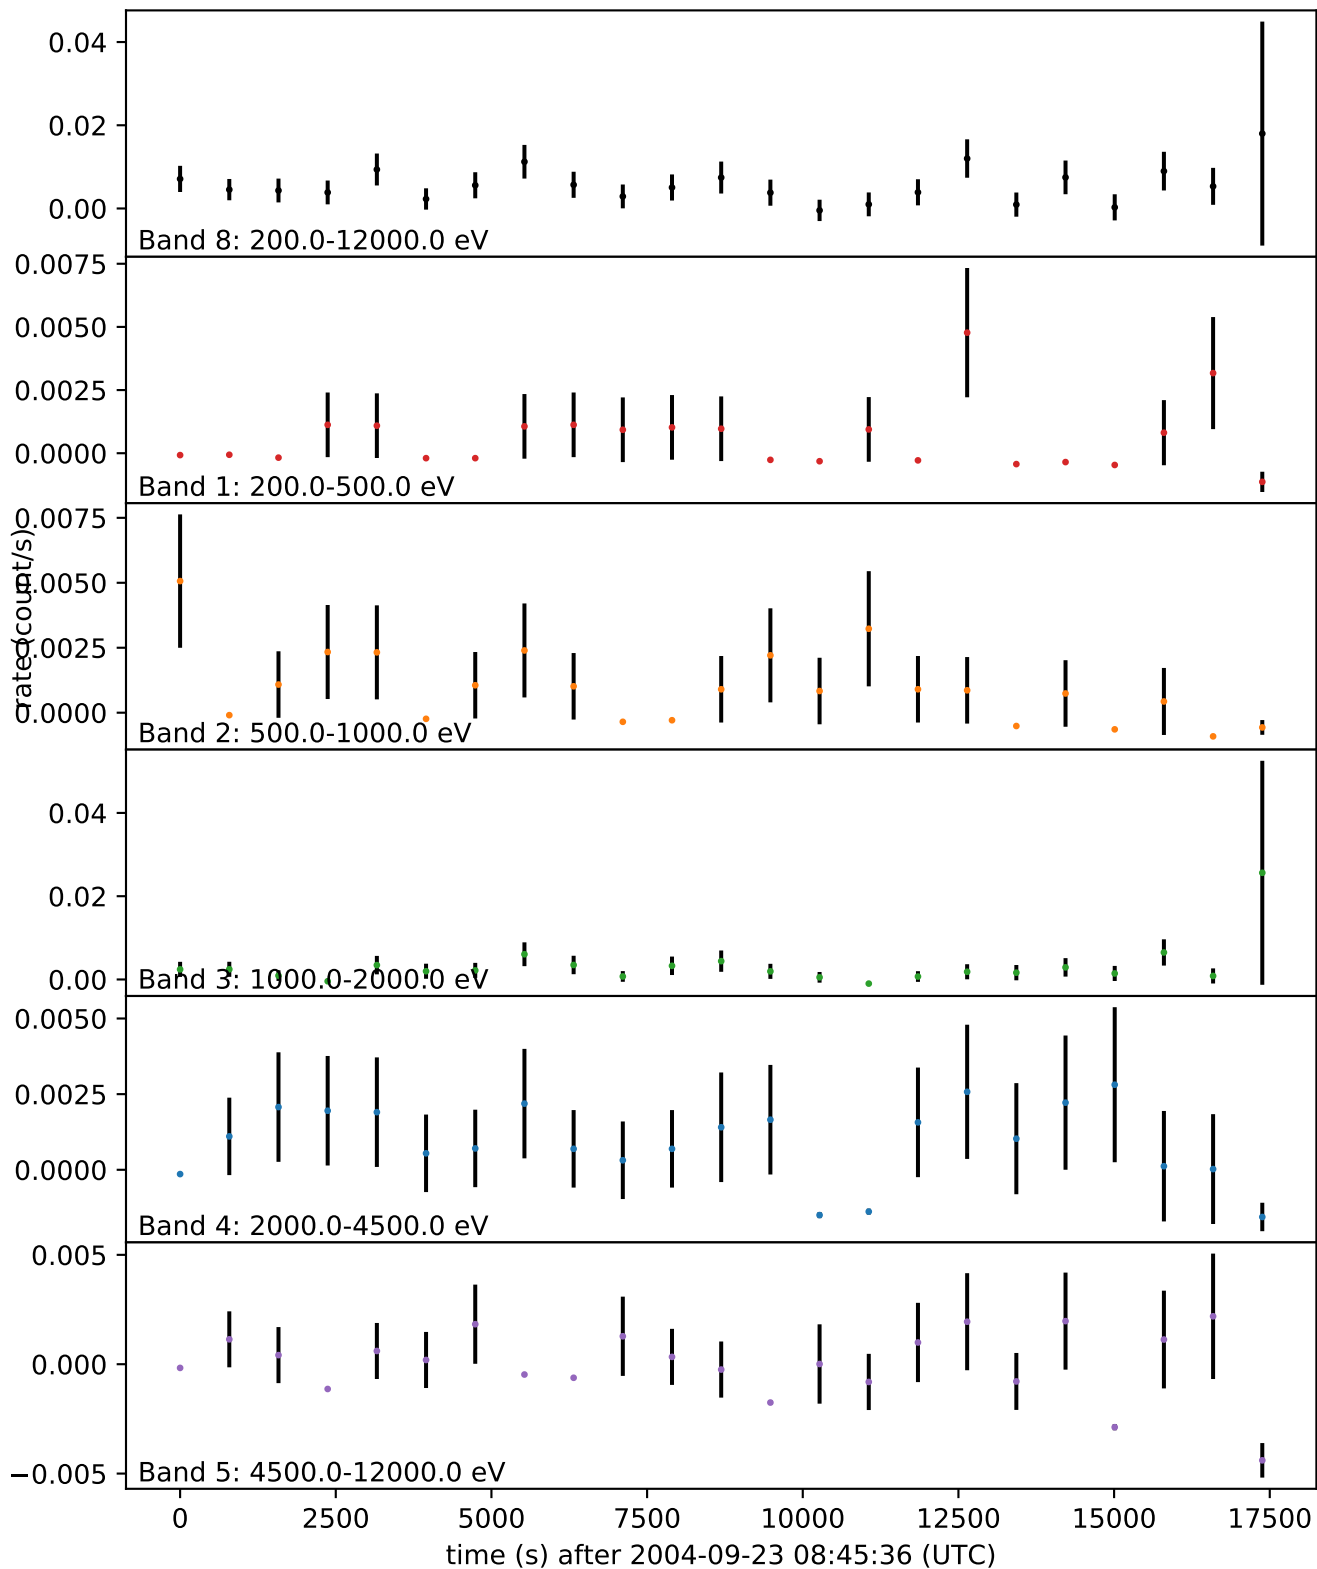 0.04
0.02
0.00
Band 8: 200.0-12000.0 eV
0.0075
0.0050
0.0025
0.0000
Band 1: 200.0-500.0 eV
rate (count/s)
0.0075
0.0050
0.0025
0.0000
Band 2: 500.0-1000.0 eV
0.04
0.02
0.00
Band 3: 1000.0-2000.0 eV
0.0050
0.0025
0.0000
Band 4: 2000.0-4500.0 eV
0.005
0.000
−0.005
Band 5: 4500.0-12000.0 eV
0 2500 5000 7500 10000 12500 15000 17500
time (s) after 2004-09-23 08:45:36 (UTC)